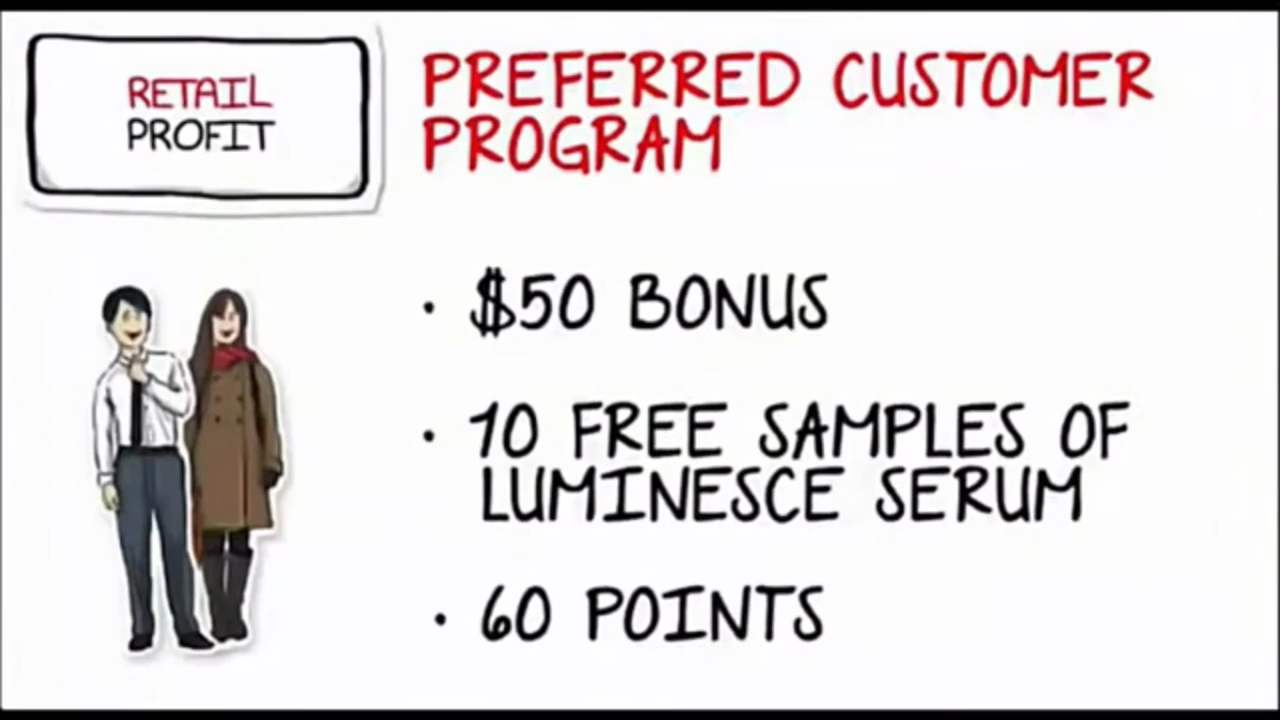 RETAIL
PROFIT
PREFERRED CUSTOMER
PROGRAM
· $50 BONUS
· 10 FREE SAMPLES OF
LUMINESCE SERUM
· 60 POINTS